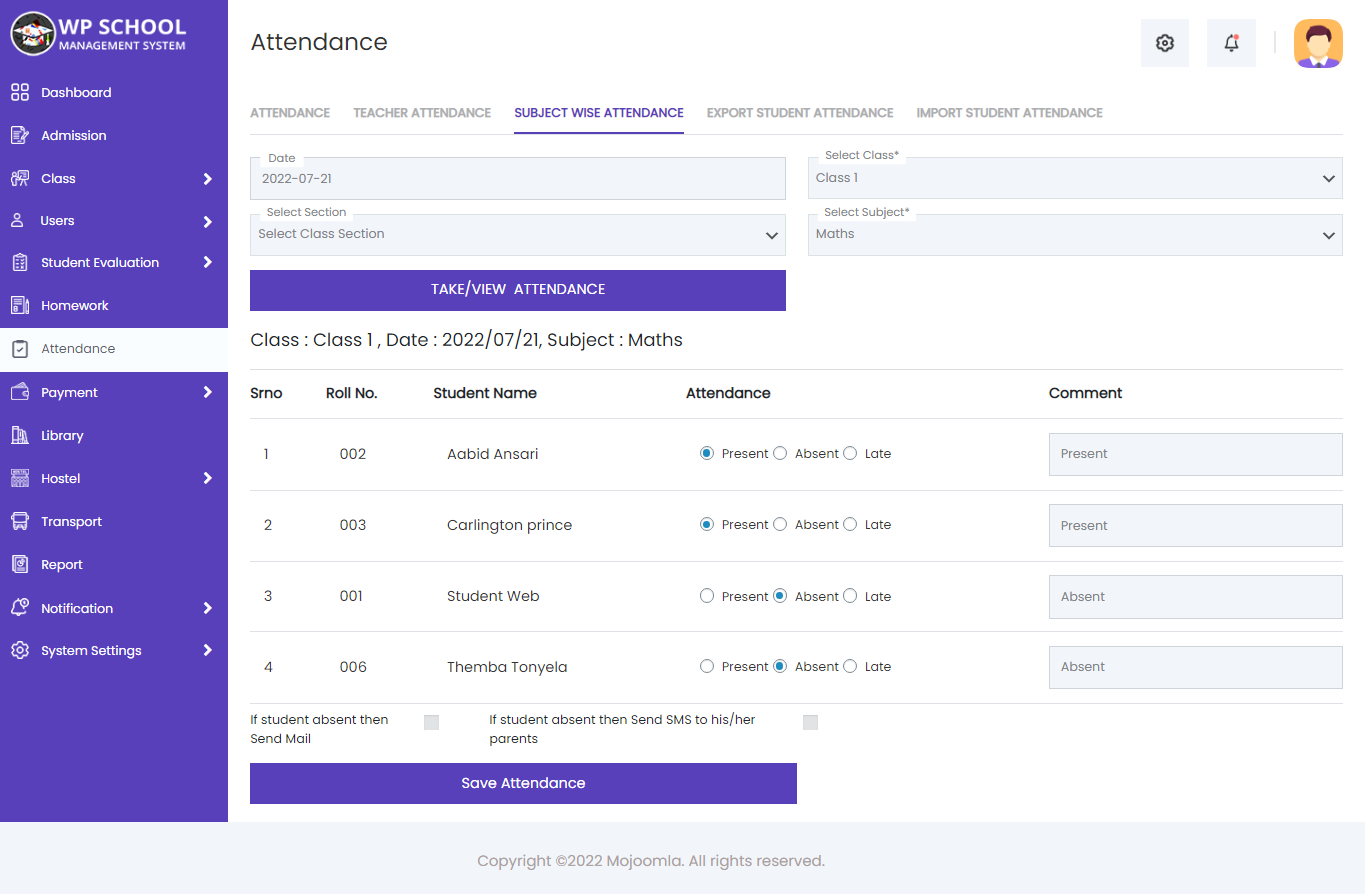 WP SCHOOL
MANAGEMENT SYSTEM
Dashboard
Admission
Class
Users
Student Evaluation
Homework
Attendance
Payment
Library
Hostel
Transport
Report
Notification
System Settings
Attendance
ATTENDANCE TEACHER ATTENDANCE SUBJECT WISE ATTENDANCE EXPORT STUDENT ATTENDANCE IMPORT STUDENT ATTENDANCE
Date
2022-07-21
Select Class*
Class 1
Select Section
Select Class Section
Select Subject*
Maths
TAKE/VIEW ATTENDANCE
Class : Class 1 , Date : 2022/07/21, Subject : Maths
Srno Roll No. Student Name Attendance Comment
1 002 Aabid Ansari Present Absent Late Present
2 003 Carlington prince Present Absent Late Present
3 001 Student Web Present Absent Late Absent
4 006 Themba Tonyela Present Absent Late Absent
If student absent then
Send Mail
If student absent then Send SMS to his/her
parents
Save Attendance
Copyright ©2022 Mojoomla. All rights reserved.